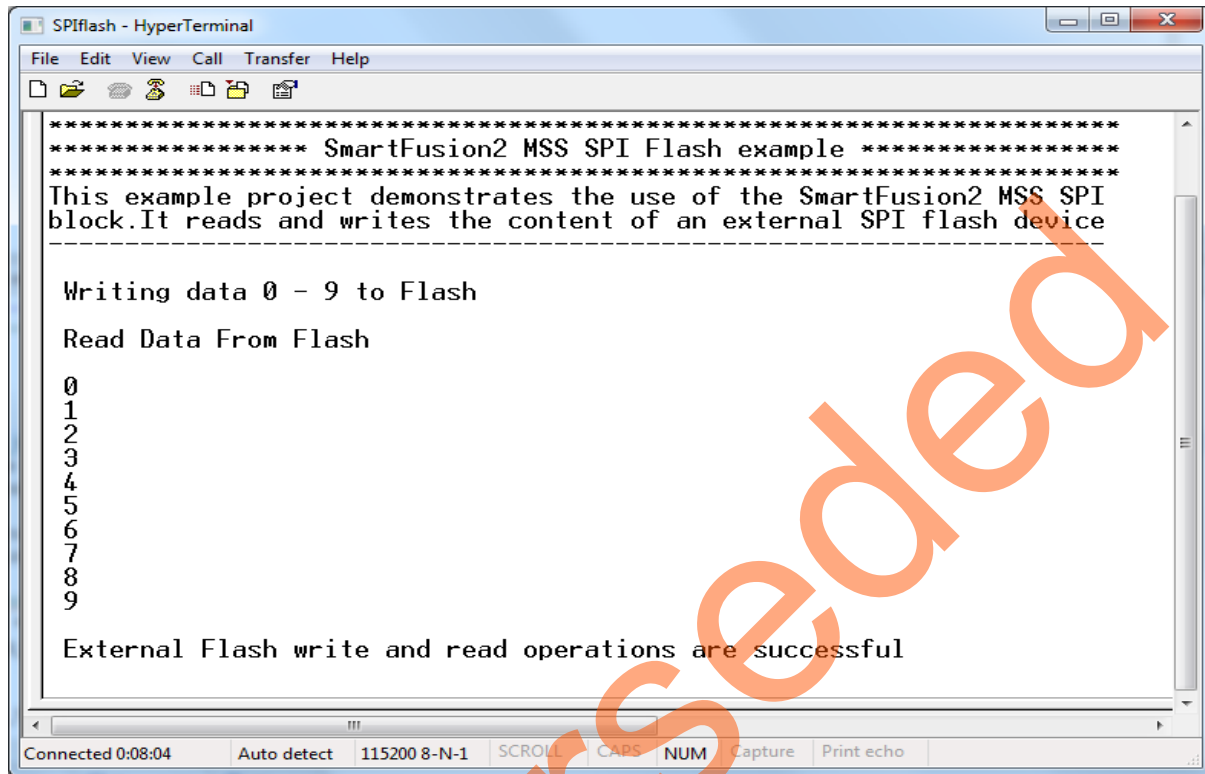 SPIflash - HyperTerminal
File Edit View Call Transfer Help
**********************************************************************
***************** SmartFusion2 MSS SPI Flash example *****************
**********************************************************************
This example project demonstrates the use of the SmartFusion2 MSS SPI
block.It reads and writes the content of an external SPI flash device
---------------------------------------------------------------------
Writing data 0 - 9 to Flash
Read Data From Flash
0
1
2
3
4
5
6
7
8
9
External Flash write and read operations are successful
Connected 0:08:04 Auto detect 115200 8-N-1 SCROLL CAPS NUM Capture Print echo